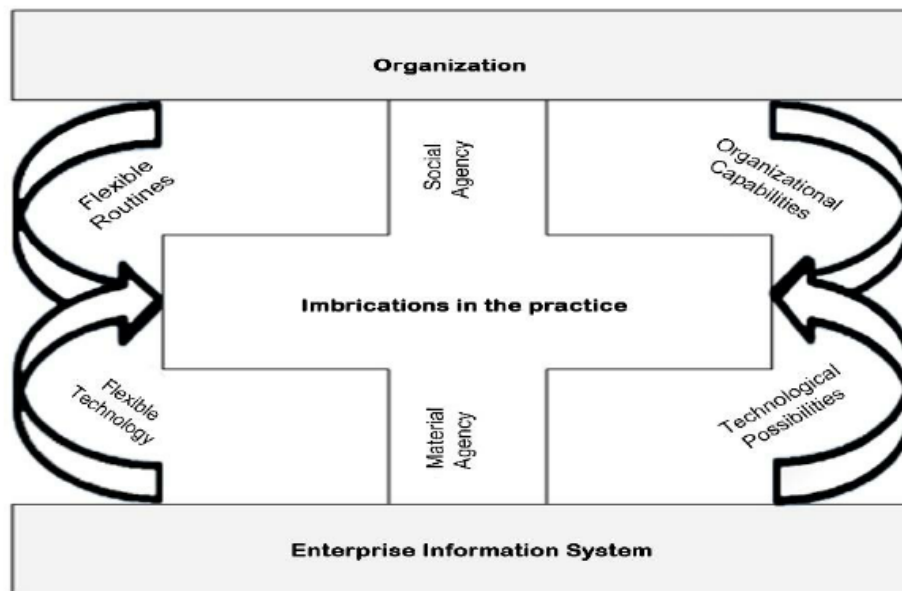 Organization
Flexible
Routines
Social
Agency
Organizational
Capabilities
Imbrications in the practice
Flexible
Technology
Material
Agency
Technological
Possibilities
Enterprise Information System